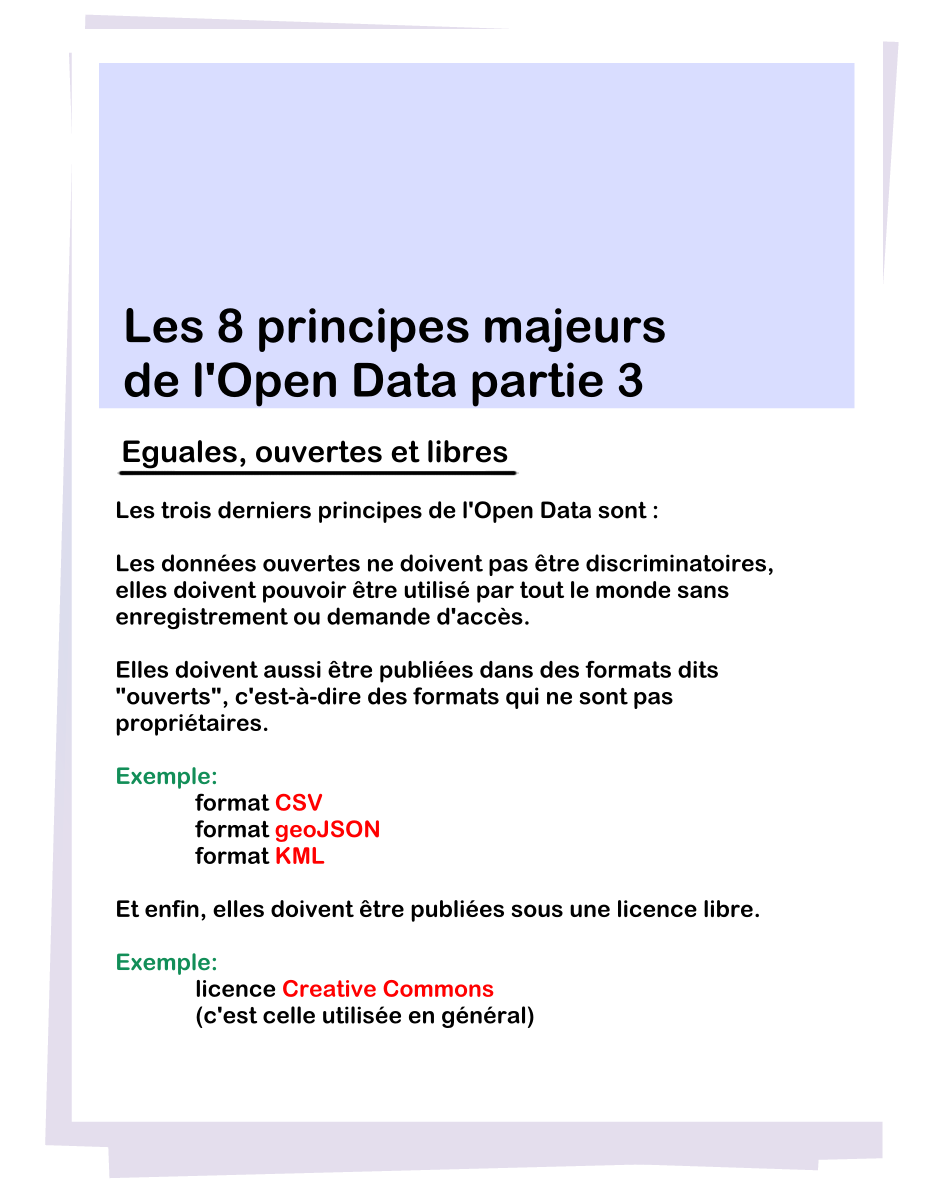 Les 8 principes majeurs
de l'Open Data partie 3
Eguales, ouvertes et libres
Les trois derniers principes de l'Open Data sont :
Les données ouvertes ne doivent pas être discriminatoires,
elles doivent pouvoir être utilisé par tout le monde sans
enregistrement ou demande d'accès.
Elles doivent aussi être publiées dans des formats dits
"ouverts", c'est-à-dire des formats qui ne sont pas
propriétaires.
Exemple:
format CSV
format geoJSON
format KML
Et enfin, elles doivent être publiées sous une licence libre.
Exemple:
licence Creative Commons
(c'est celle utilisée en général)